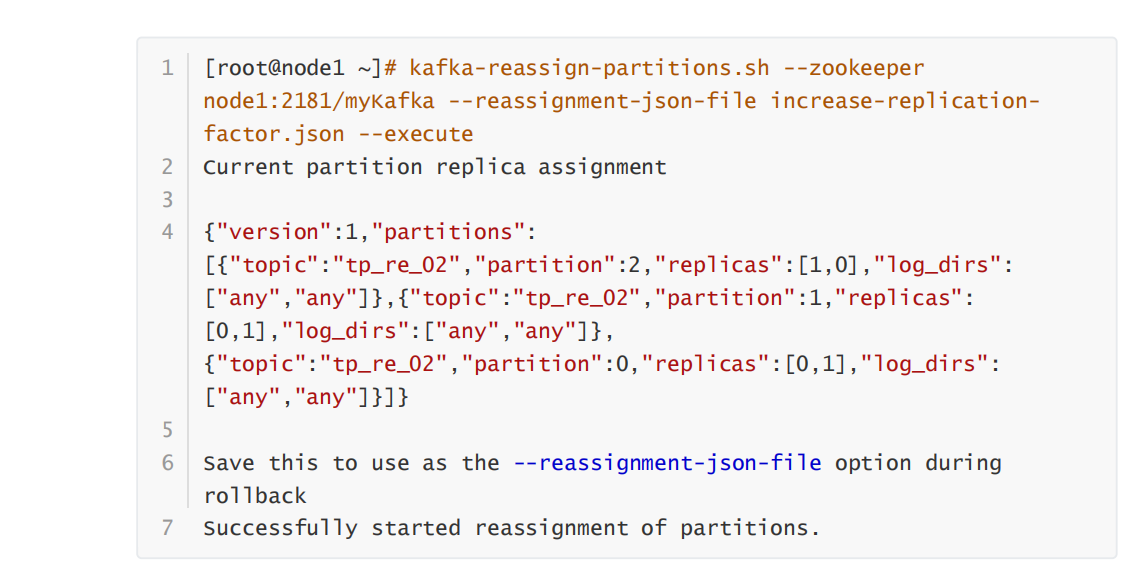 1 [root@node1 ~]# kafka-reassign-partitions.sh --zookeeper
node1:2181/myKafka --reassignment-json-file increase-replication-
factor.json --execute
2 Current partition replica assignment
3
4 {"version":1,"partitions":
[{"topic":"tp_re_02","partition":2,"replicas":[1,0],"log_dirs":
["any","any"]},{"topic":"tp_re_02","partition":1,"replicas":
[0,1],"log_dirs":["any","any"]},
{"topic":"tp_re_02","partition":0,"replicas":[0,1],"log_dirs":
["any","any"]}]}
5
6 Save this to use as the --reassignment-json-file option during
rollback
7 Successfully started reassignment of partitions.